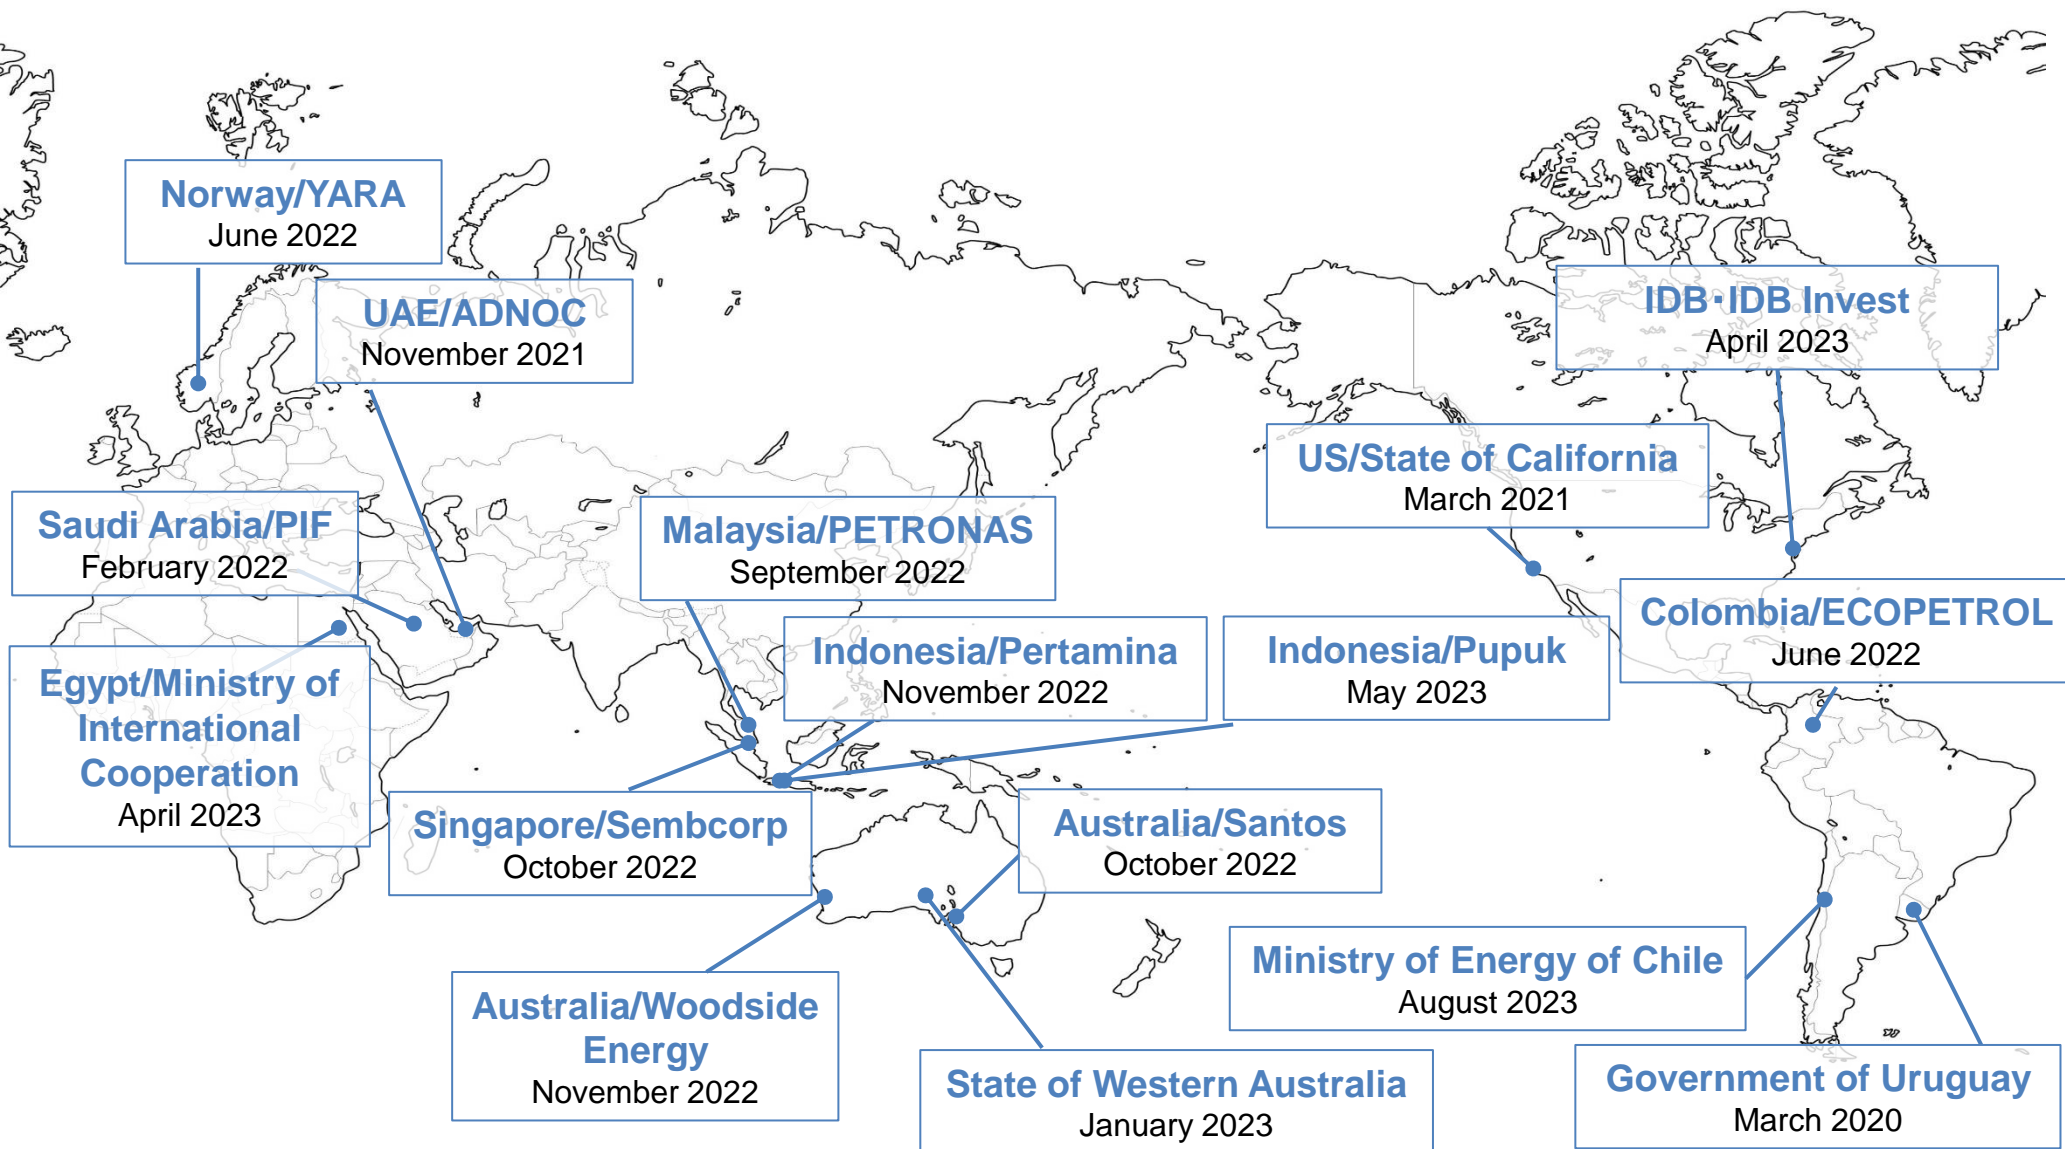 Norway/YARA
June 2022
UAE/ADNOC
November 2021
IDB･IDB Invest
April 2023
US/State of California
March 2021
Saudi Arabia/PIF
February 2022
Malaysia/PETRONAS
September 2022
Colombia/ECOPETROL
June 2022
Indonesia/Pertamina
November 2022
Indonesia/Pupuk
May 2023
Egypt/Ministry of
International
Cooperation
April 2023
Singapore/Sembcorp
October 2022
Australia/Santos
October 2022
Ministry of Energy of Chile
August 2023
Australia/Woodside
Energy
November 2022
State of Western Australia
January 2023
Government of Uruguay
March 2020